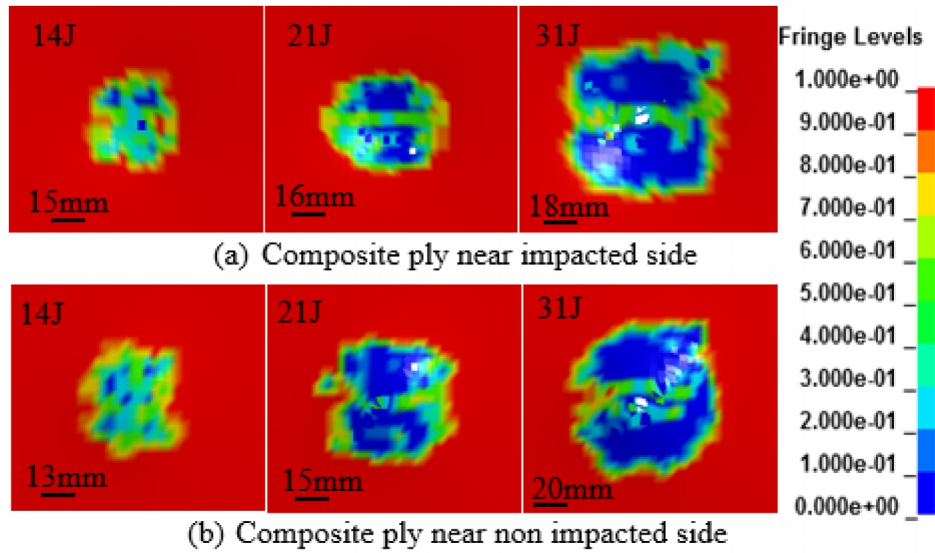 14J
21J
31J
15mm
16mm
18mm
(a) Composite ply near impacted side
14J
21J
31J
13mm
15mm
20mm
(b) Composite ply near non impacted side
Fringe Levels
1.000e+00
9.000e-01
8.000e-01
7.000e-01
6.000e-01
5.000e-01
4.000e-01
3.000e-01
2.000e-01
1.000e-01
0.000e+00